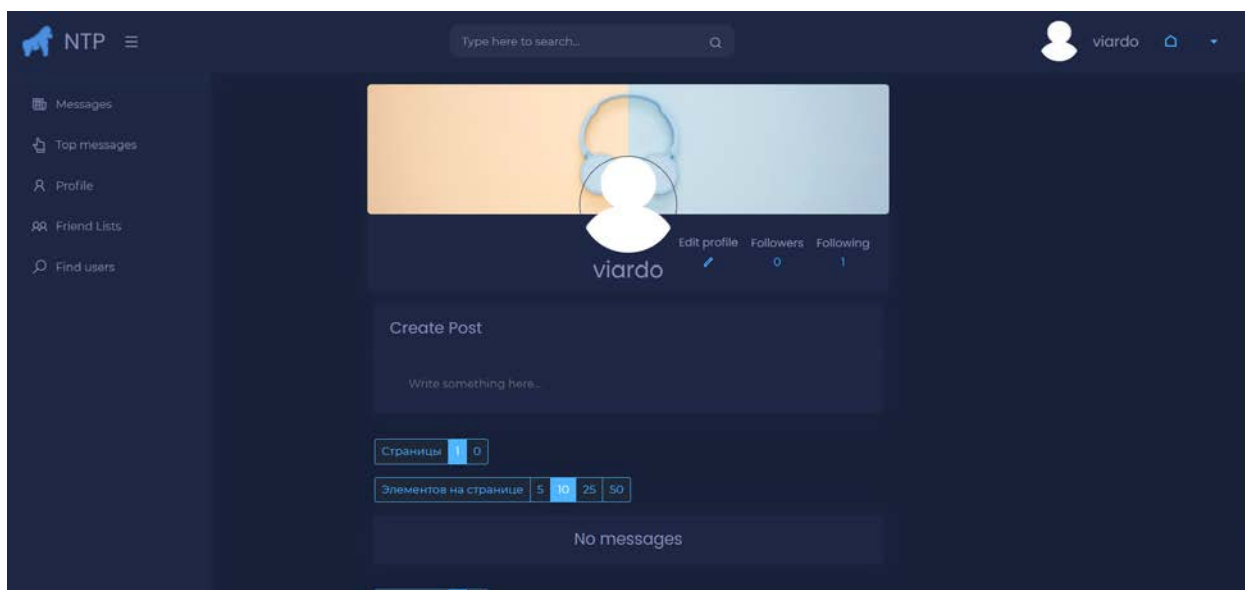 NTP
Type here to search...
viardo
Messages
Top messages
Profile
Friend Lists
Find users
Edit profile Followers Following
0 1
viardo
Create Post
Write something here...
Страницы 1 0
Элементов на странице 5 10 25 50
No messages